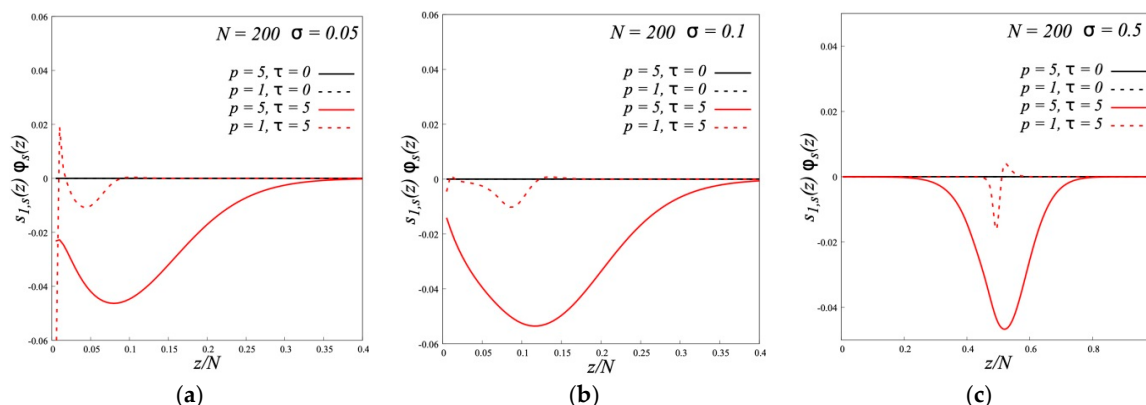 0.06
0.04
0.02
0
-0.02
-0.04
-0.06
s1,s(z) φs(z)
N = 200 σ = 0.05
p = 5, τ = 0
p = 1, τ = 0
p = 5, τ = 5
p = 1, τ = 5
0 0.05 0.1 0.15 0.2 0.25 0.3 0.35 0.4
z/N
(a)
0.06
0.04
0.02
0
-0.02
-0.04
-0.06
s1,s(z) φs(z)
N = 200 σ = 0.1
p = 5, τ = 0
p = 1, τ = 0
p = 5, τ = 5
p = 1, τ = 5
0 0.05 0.1 0.15 0.2 0.25 0.3 0.35 0.4
z/N
(b)
0.04
0.02
0
-0.02
-0.04
s1,s(z) φs(z)
N = 200 σ = 0.5
p = 5, τ = 0
p = 1, τ = 0
p = 5, τ = 5
p = 1, τ = 5
0 0.2 0.4 0.6 0.8
z/N
(c)